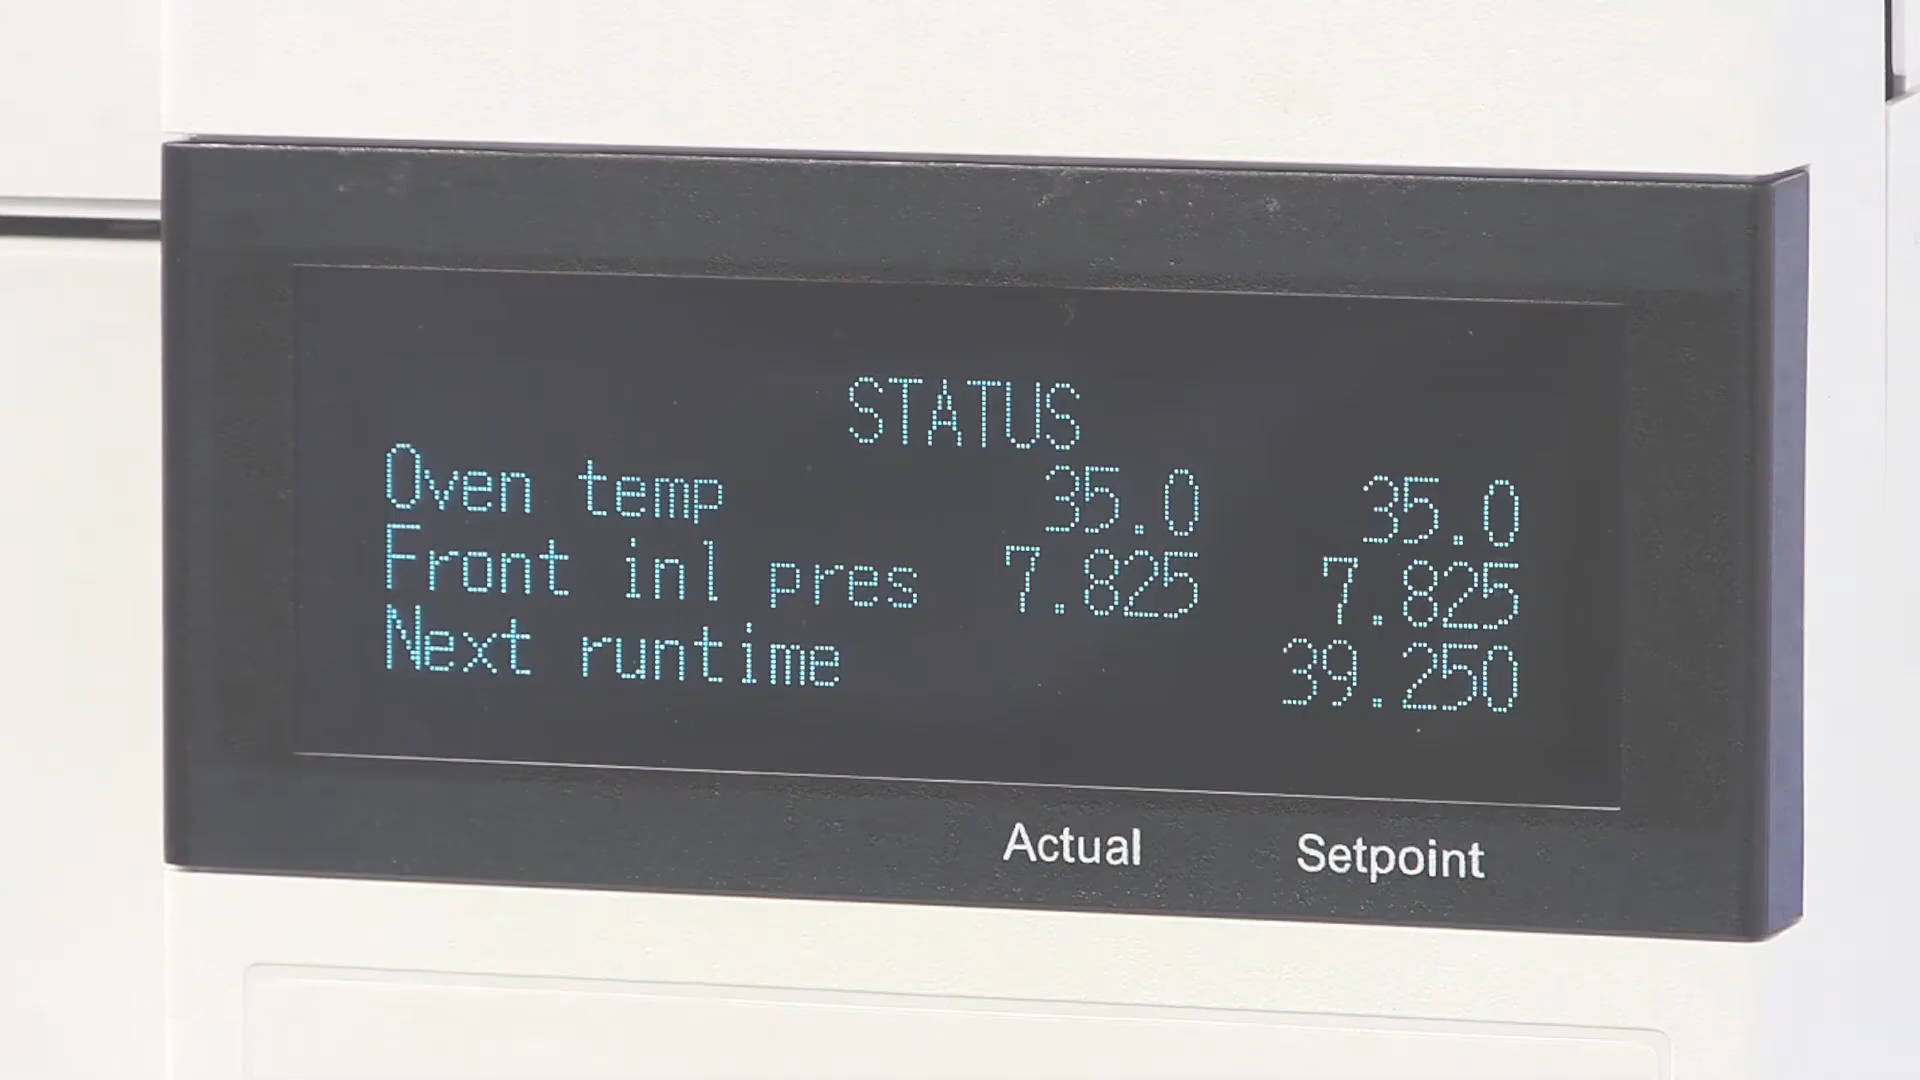 STATUS
Oven temp 35.0 35.0
Front inl pres 7.825 7.825
Next runtime 39.250
Actual Setpoint